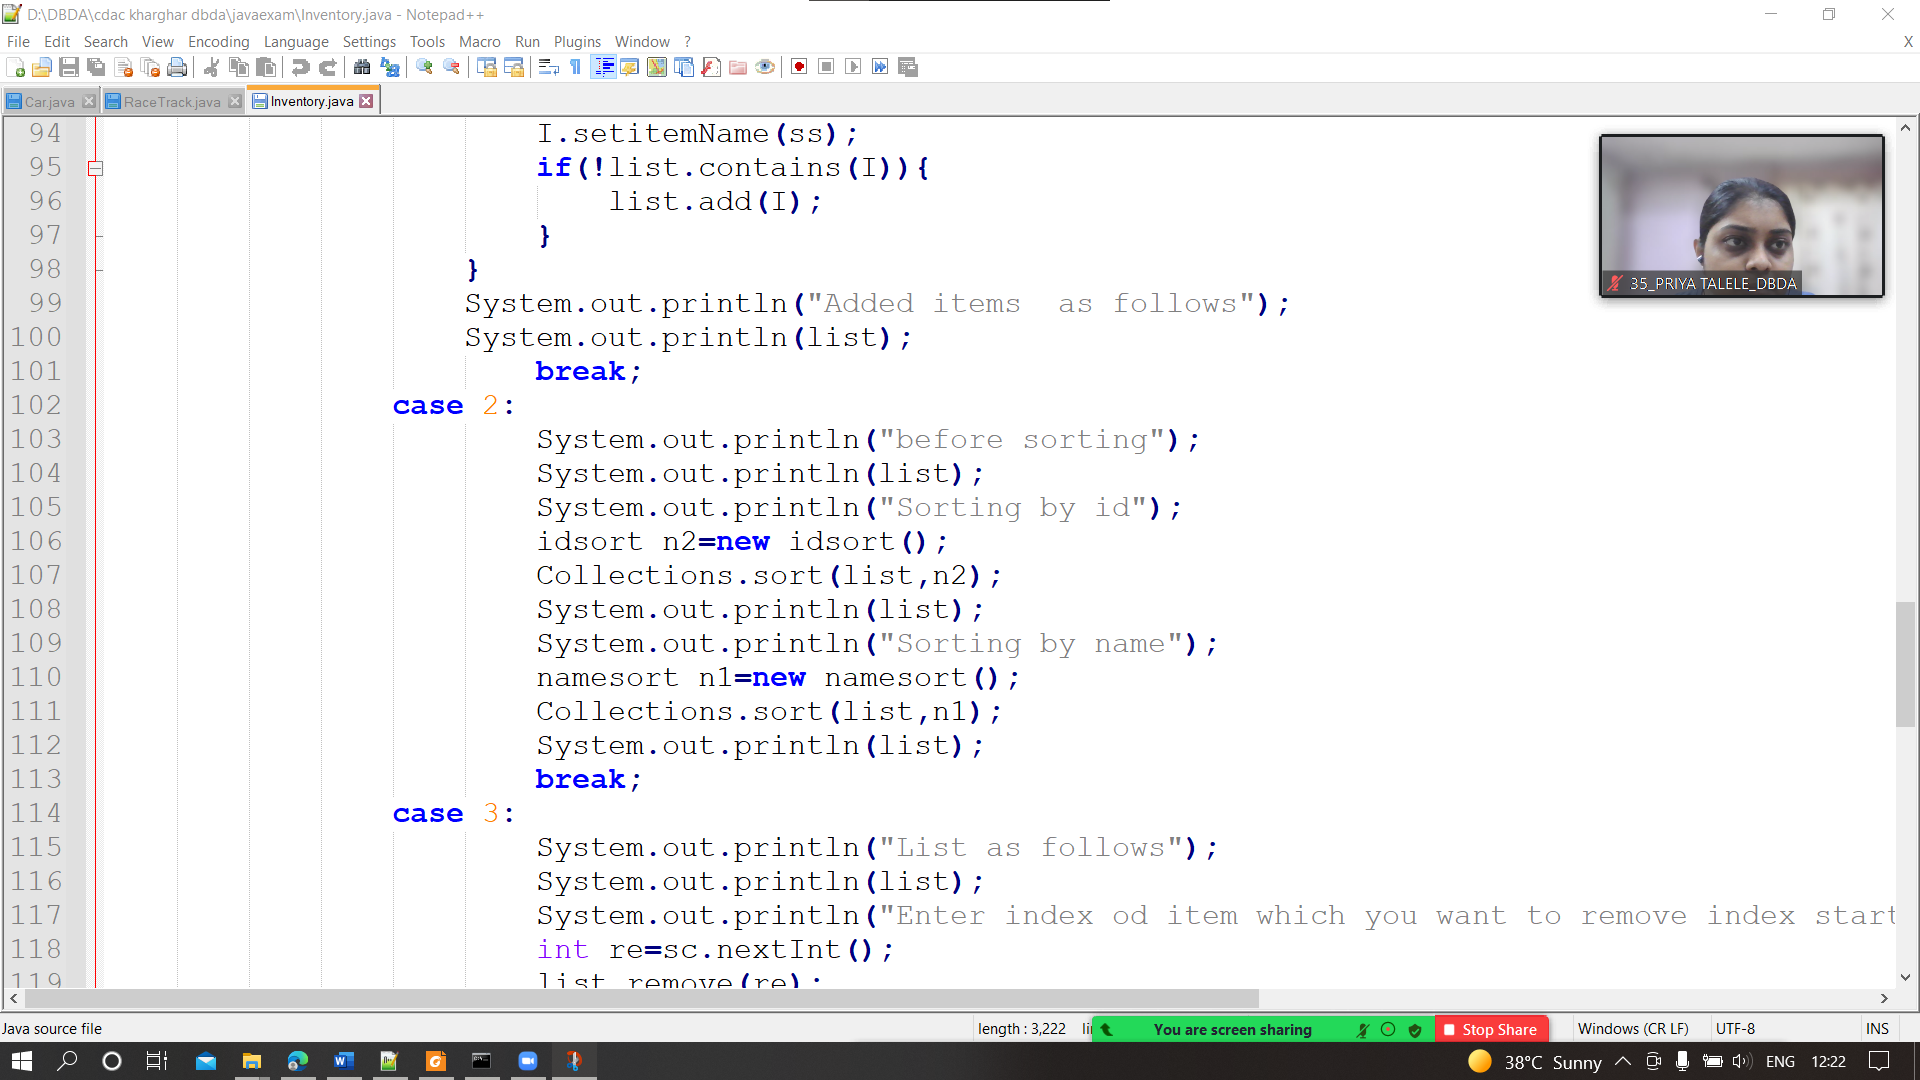 D:\DBDA\cdac kharghar dbda\javaexam\Inventory.java - Notepad++
File Edit Search View Encoding Language Settings Tools Macro Run Plugins Window ? X
Car.java RaceTrack.java Inventory.java
94 I.setitemName(ss);
95 if(!list.contains(I)){
96 list.add(I);
97 }
98 }
99 System.out.println("Added items  as follows");
100 System.out.println(list);
101 break;
102 case 2:
103 System.out.println("before sorting");
104 System.out.println(list);
105 System.out.println("Sorting by id");
106 idsort n2=new idsort();
107 Collections.sort(list,n2);
108 System.out.println(list);
109 System.out.println("Sorting by name");
110 namesort n1=new namesort();
111 Collections.sort(list,n1);
112 System.out.println(list);
113 break;
114 case 3:
115 System.out.println("List as follows");
116 System.out.println(list);
117 System.out.println("Enter index od item which you want to remove index start
118 int re=sc.nextInt();
119 list.remove(re);
35_PRIYA TALELE_DBDA
Java source file length : 3,222 You are screen sharing Stop Share Windows (CR LF) UTF-8 INS
38°C Sunny ENG 12:22